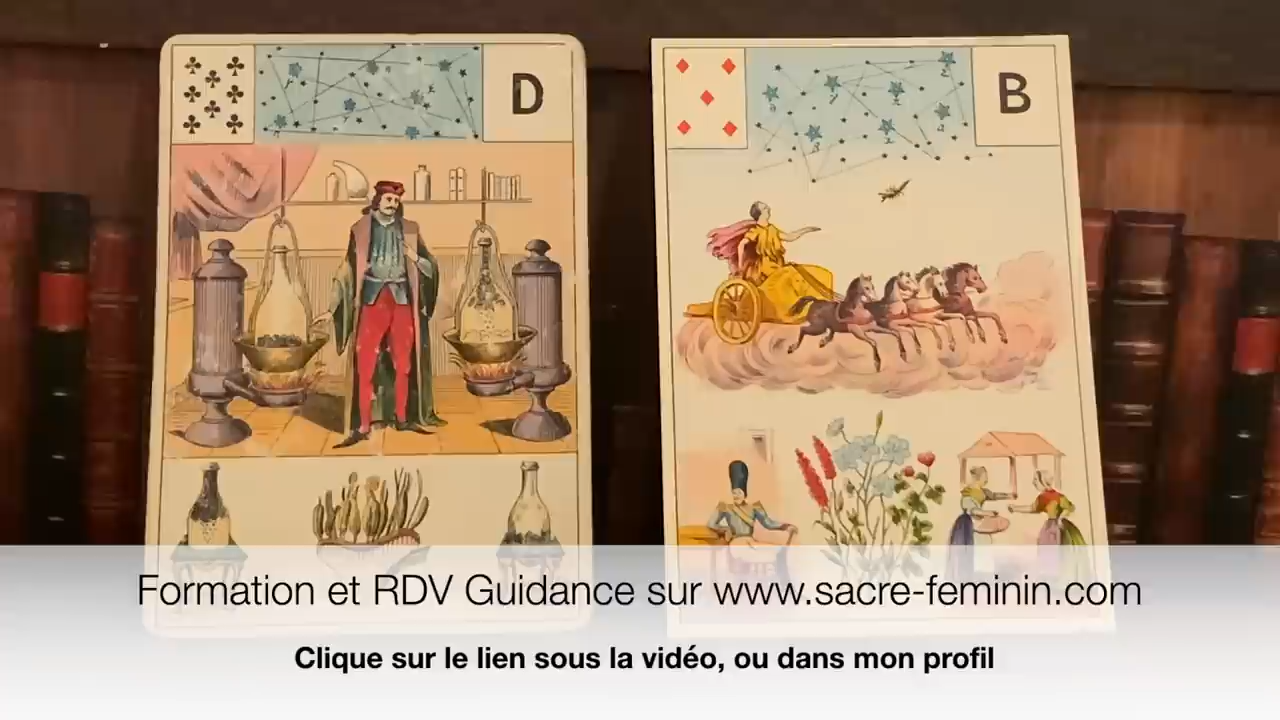 D
B
Formation et RDV Guidance sur www.sacre-feminin.com
Clique sur le lien sous la vidéo, ou dans mon profil